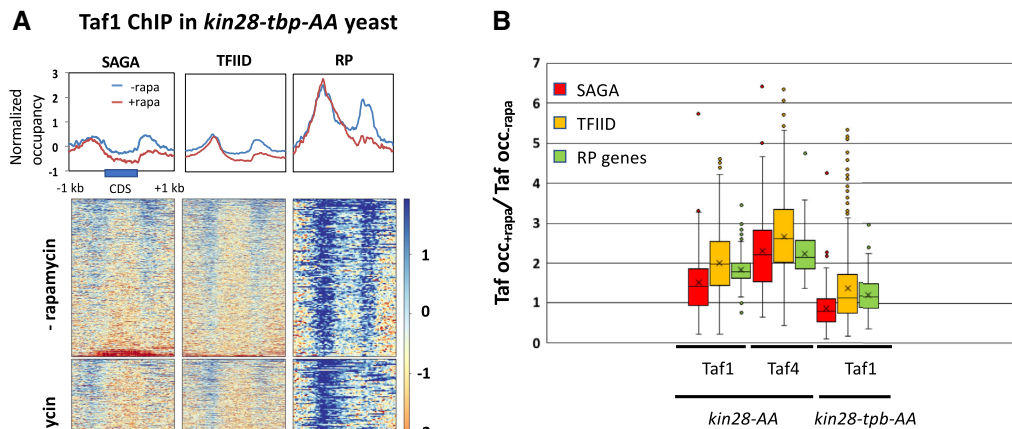 A
Taf1 ChIP in kin28-tbp-AA yeast
SAGA
TFIID
RP
Normalized
occupancy
3
2
1
0
-1
-rapa
+rapa
-1 kb
CDS
+1 kb
- rapamycin
1
0
-1
B
Taf occ+rapa/ Taf occ-rapa
7
6
5
4
3
2
1
0
SAGA
TFIID
RP genes
Taf1
Taf4
Taf1
kin28-AA
kin28-tpb-AA